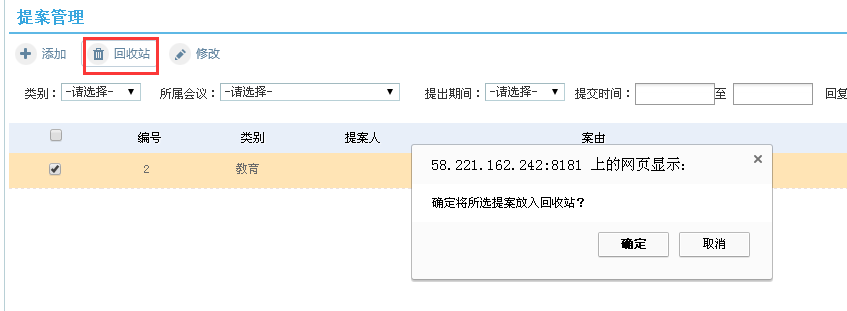 提案管理
添加 回收站 修改
类别： -请选择- 所属会议： -请选择- 提出期间： -请选择- 提交时间： 至 回复
编号 类别 提案人 案由
2 教育
58.221.162.242:8181 上的网页显示:
确定将所选提案放入回收站？
确定 取消